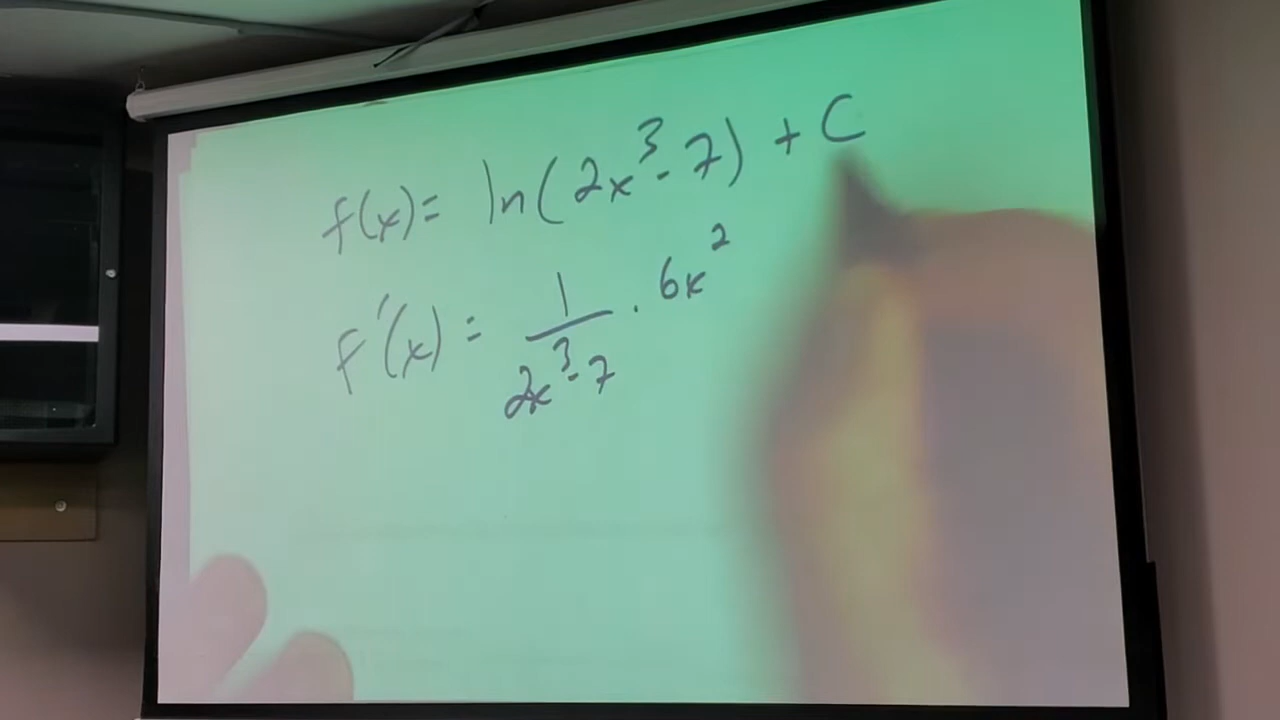 f(x) = ln(2x³ - 7) + C
f'(x) = 1/(2x³ - 7) · 6x²